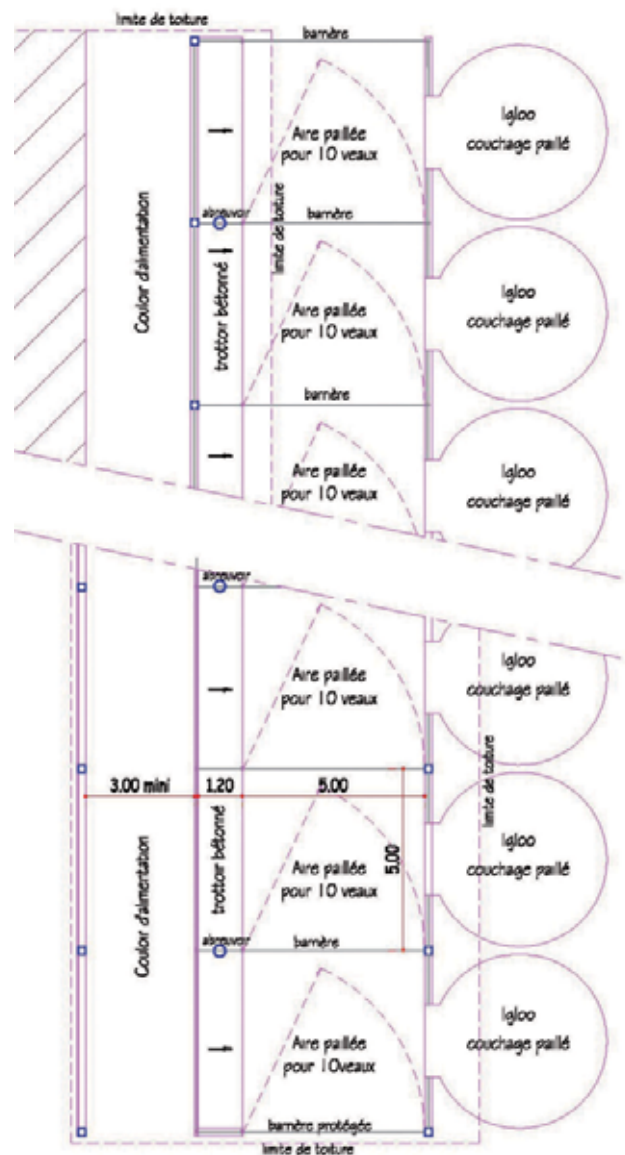 limite de toiture
barrière
Igloo
couchage paillé
Aire paillée
pour 10 veaux
Couloir d'alimentation
limite de toiture
abreuvoir
barrière
trottoir bétonné
Aire paillée
pour 10 veaux
Igloo
couchage paillé
barrière
Aire paillée
pour 10 veaux
Igloo
couchage paillé
abreuvoir
Aire paillée
pour 10 veaux
Igloo
couchage paillé
limite de toiture
3.00 mini
1.20
5.00
5.00
Couloir d'alimentation
trottoir bétonné
Aire paillée
pour 10 veaux
Igloo
couchage paillé
abreuvoir
barrière
Aire paillée
pour 10veaux
Igloo
couchage paillé
barrière protégée
limite de toiture